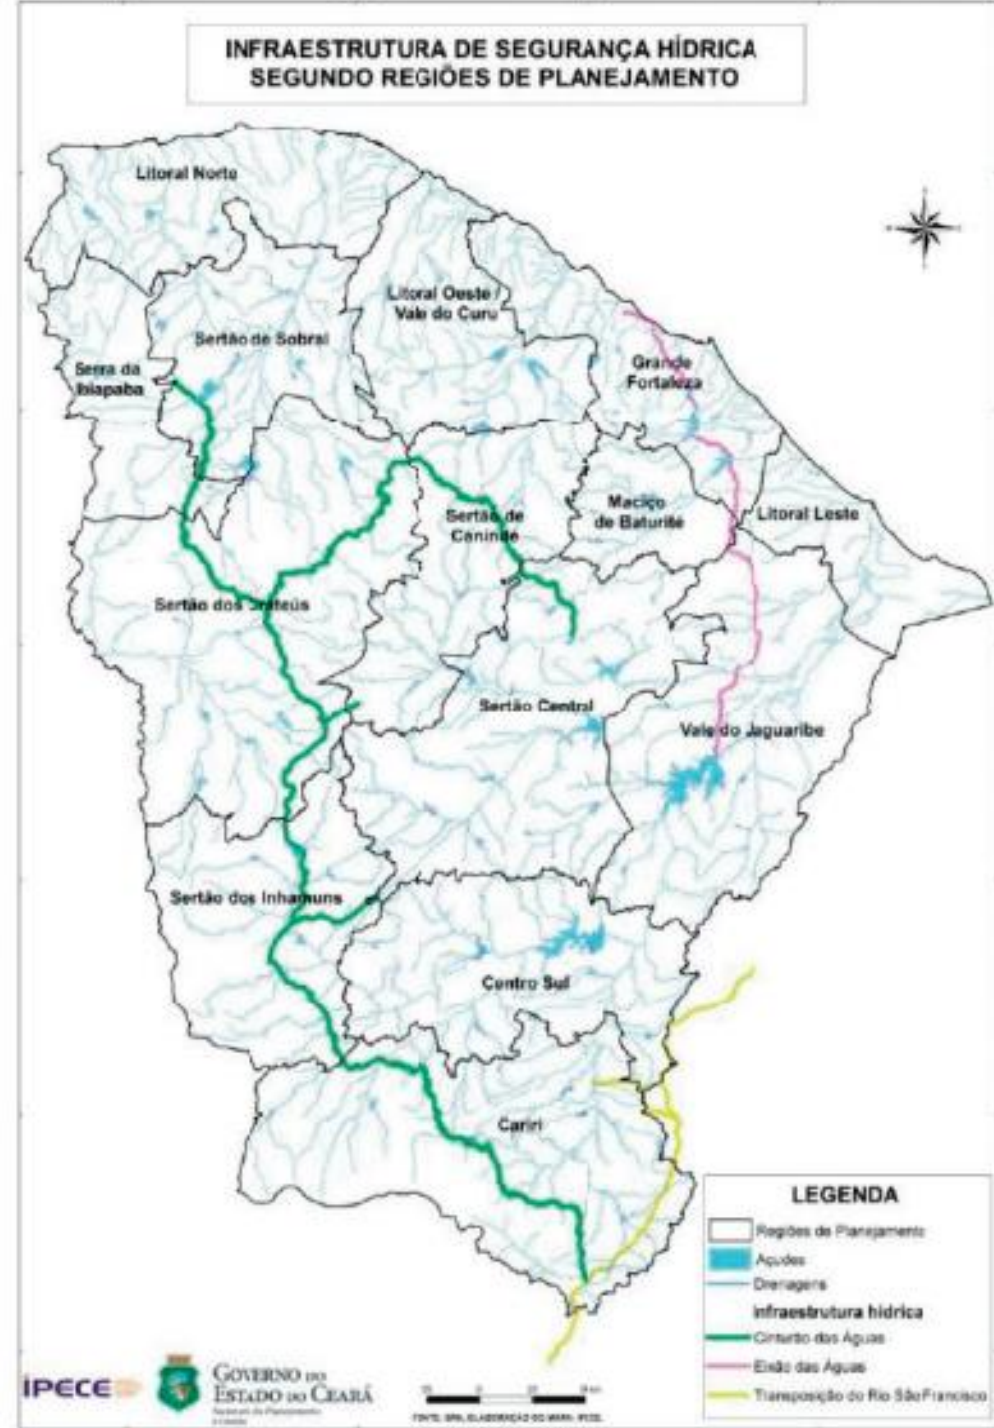 INFRAESTRUTURA DE SEGURANÇA HÍDRICA
SEGUNDO REGIÕES DE PLANEJAMENTO
Litoral Norte
Litoral Oeste /
Vale do Curu
Sertão de Sobral
Serra da
Ibiapaba
Grande
Fortaleza
Sertão de
Canindé
Maciço
de Baturité
Litoral Leste
Sertão dos Crateús
Sertão Central
Vale do Jaguaribe
Sertão dos Inhamuns
Centro Sul
Cariri
LEGENDA
Regiões de Planejamento
Açudes
Drenagens
Infraestrutura hídrica
Cinturão das Águas
Eixão das Águas
Transposição do Rio São Francisco
IPECE
GOVERNO DO
ESTADO DO CEARÁ